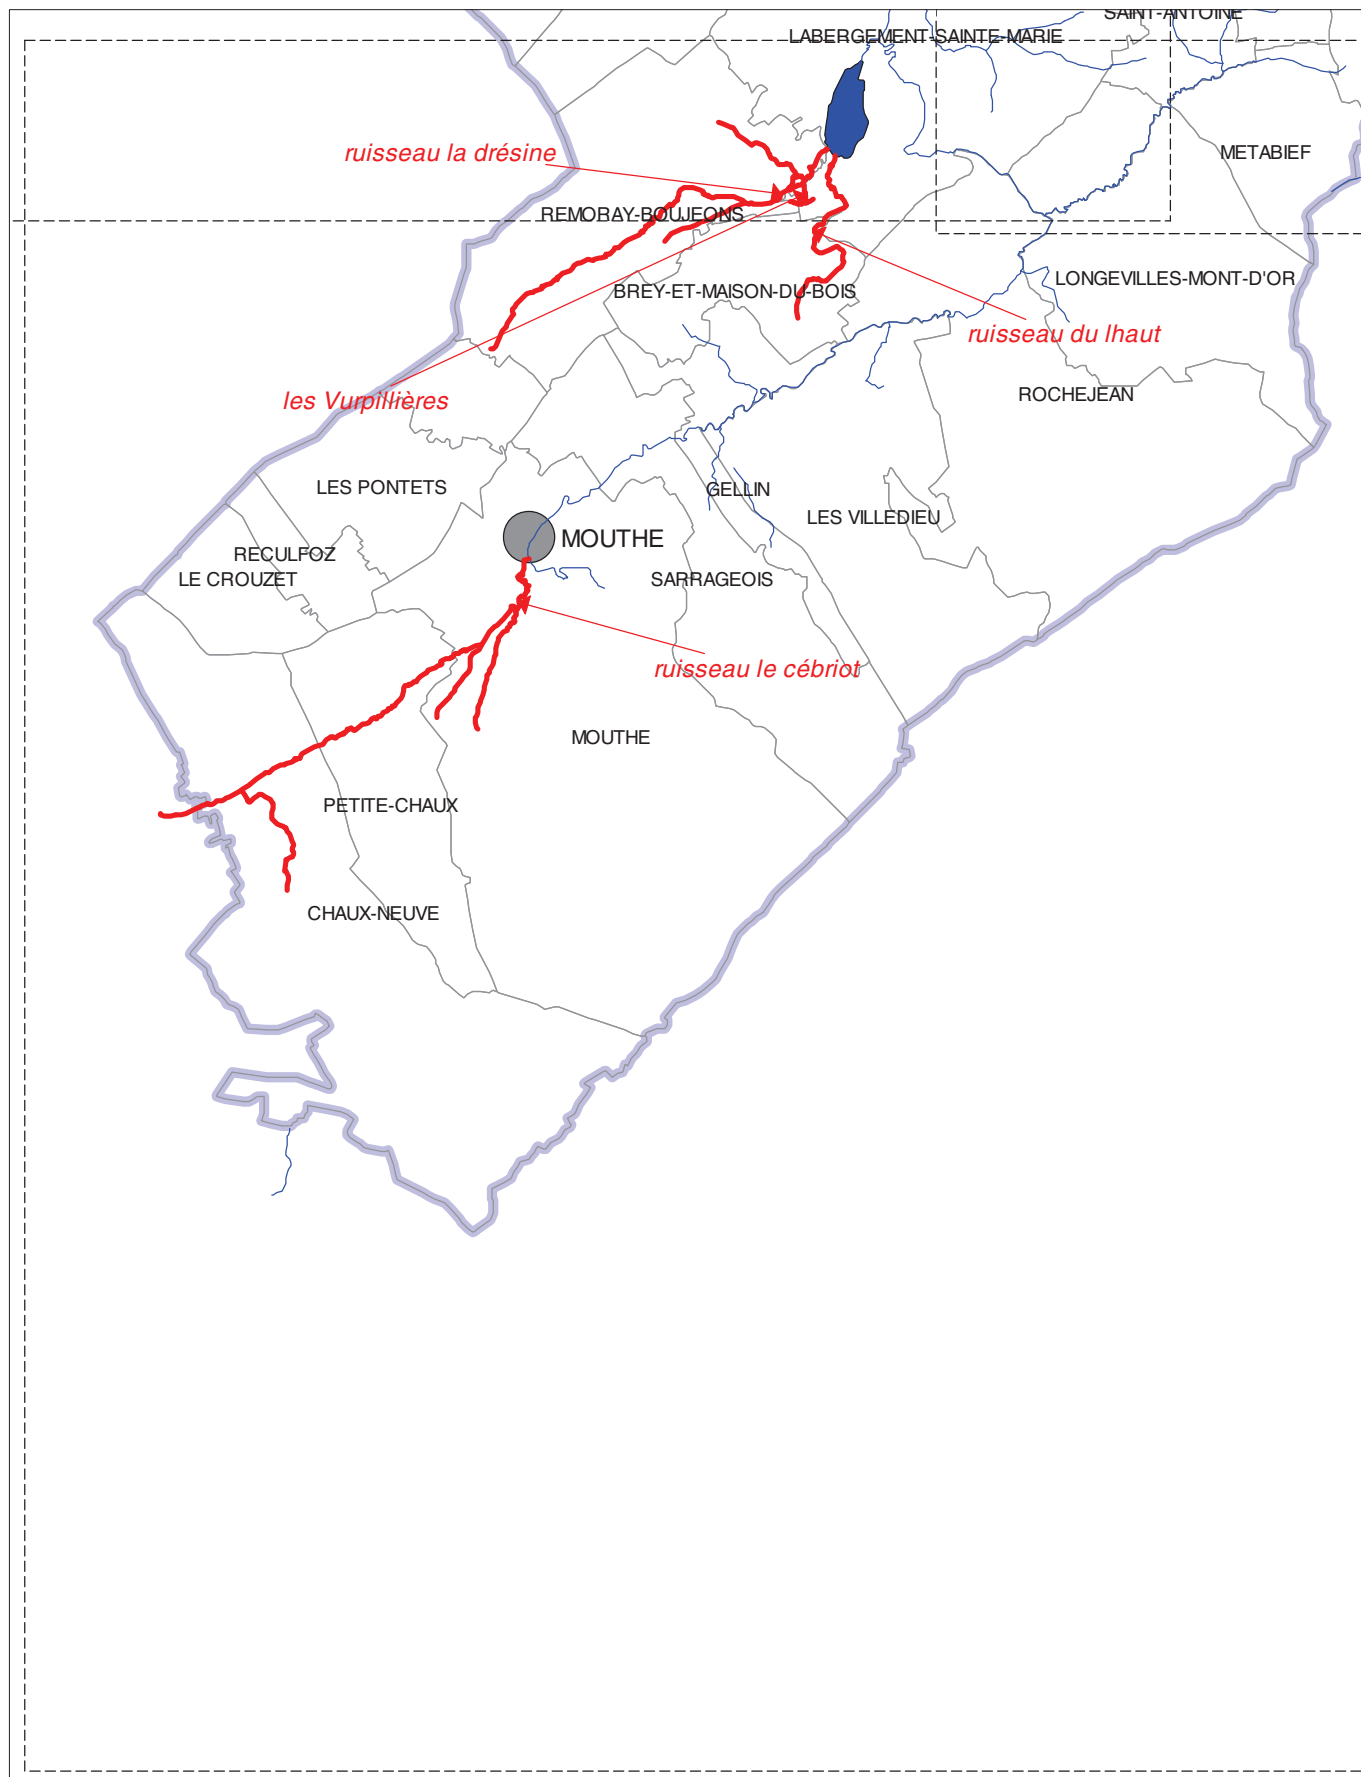 SAINT-ANTOINE
LABERGEMENT-SAINTE-MARIE
METABIEF
ruisseau la drésine
REMORAY-BOUJEONS
LONGEVILLES-MONT-D'OR
BREY-ET-MAISON-DU-BOIS
ruisseau du lhaut
ROCHEJEAN
les Vurpillières
LES PONTETS
GELLIN
LES VILLEDIEU
MOUTHE
RECULFOZ
LE CROUZET
SARRAGEOIS
ruisseau le cébriot
MOUTHE
PETITE-CHAUX
CHAUX-NEUVE